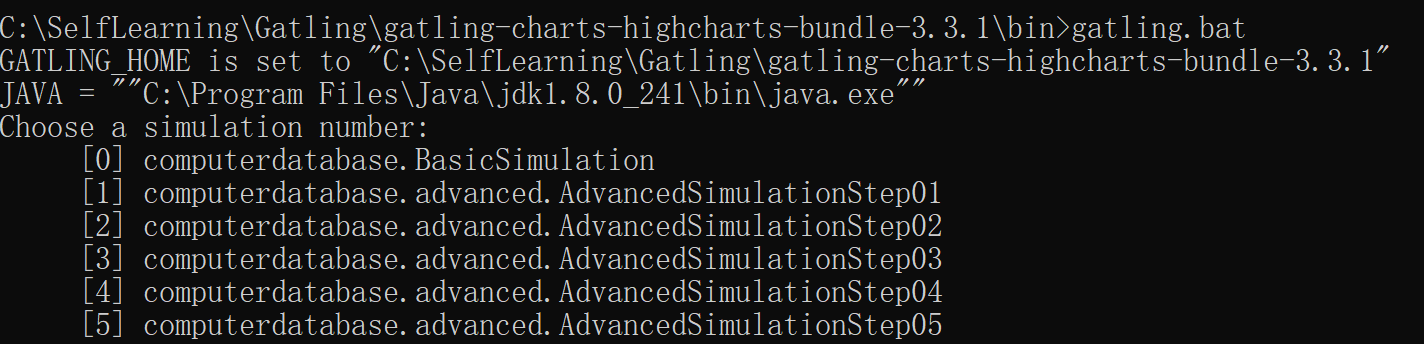 C:\SelfLearning\Gatling\gatling-charts-highcharts-bundle-3.3.1\bin>gatling.bat
GATLING_HOME is set to "C:\SelfLearning\Gatling\gatling-charts-highcharts-bundle-3.3.1"
JAVA = ""C:\Program Files\Java\jdk1.8.0_241\bin\java.exe""
Choose a simulation number:
     [0] computerdatabase.BasicSimulation
     [1] computerdatabase.advanced.AdvancedSimulationStep01
     [2] computerdatabase.advanced.AdvancedSimulationStep02
     [3] computerdatabase.advanced.AdvancedSimulationStep03
     [4] computerdatabase.advanced.AdvancedSimulationStep04
     [5] computerdatabase.advanced.AdvancedSimulationStep05